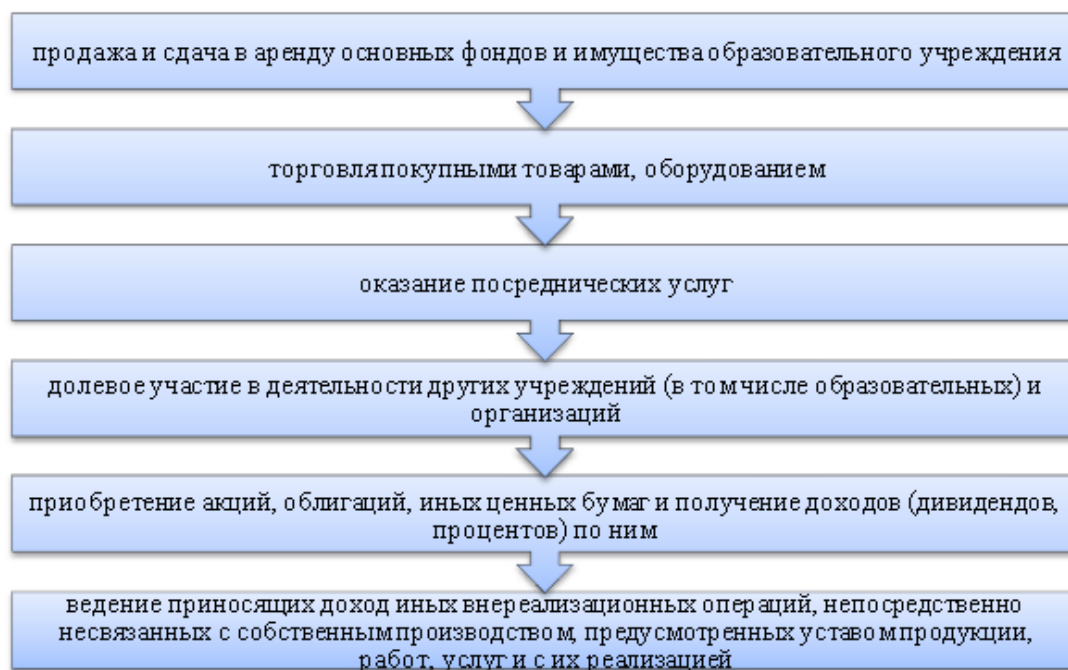 продажа и сдача в аренду основных фондов и имущества образовательного учреждения
торговля покупными товарами, оборудованием
оказание посреднических услуг
долевое участие в деятельности других учреждений (в том числе образовательных) и
организаций
приобретение акций, облигаций, иных ценных бумаг и получение доходов (дивидендов,
процентов) по ним
ведение приносящих доход иных внереализационных операций, непосредственно
несвязанных с собственным производством, предусмотренных уставом продукции,
работ, услуг и с их реализацией